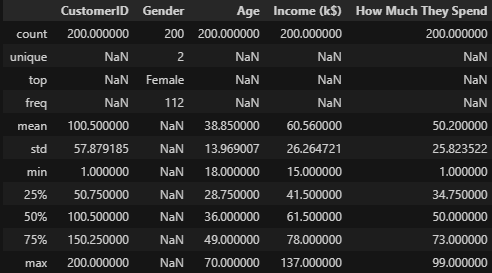 CustomerID Gender Age Income (k$) How Much They Spend
count 200.000000 200 200.000000 200.000000 200.000000
unique NaN 2 NaN NaN NaN
top NaN Female NaN NaN NaN
freq NaN 112 NaN NaN NaN
mean 100.500000 NaN 38.850000 60.560000 50.200000
std 57.879185 NaN 13.969007 26.264721 25.823522
min 1.000000 NaN 18.000000 15.000000 1.000000
25% 50.750000 NaN 28.750000 41.500000 34.750000
50% 100.500000 NaN 36.000000 61.500000 50.000000
75% 150.250000 NaN 49.000000 78.000000 73.000000
max 200.000000 NaN 70.000000 137.000000 99.000000